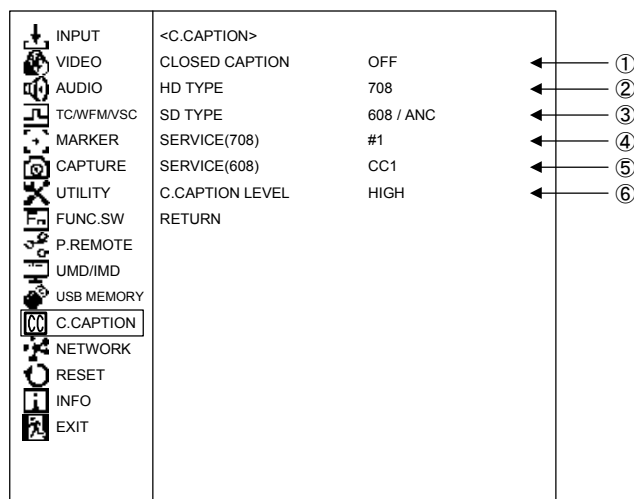 INPUT
VIDEO
AUDIO
TC/WFM/VSC
MARKER
CAPTURE
UTILITY
FUNC.SW
P.REMOTE
UMD/IMD
USB MEMORY
CC C.CAPTION
NETWORK
RESET
i INFO
EXIT
<C.CAPTION>
CLOSED CAPTION OFF ①
HD TYPE 708 ②
SD TYPE 608 / ANC ③
SERVICE(708) #1 ④
SERVICE(608) CC1 ⑤
C.CAPTION LEVEL HIGH ⑥
RETURN